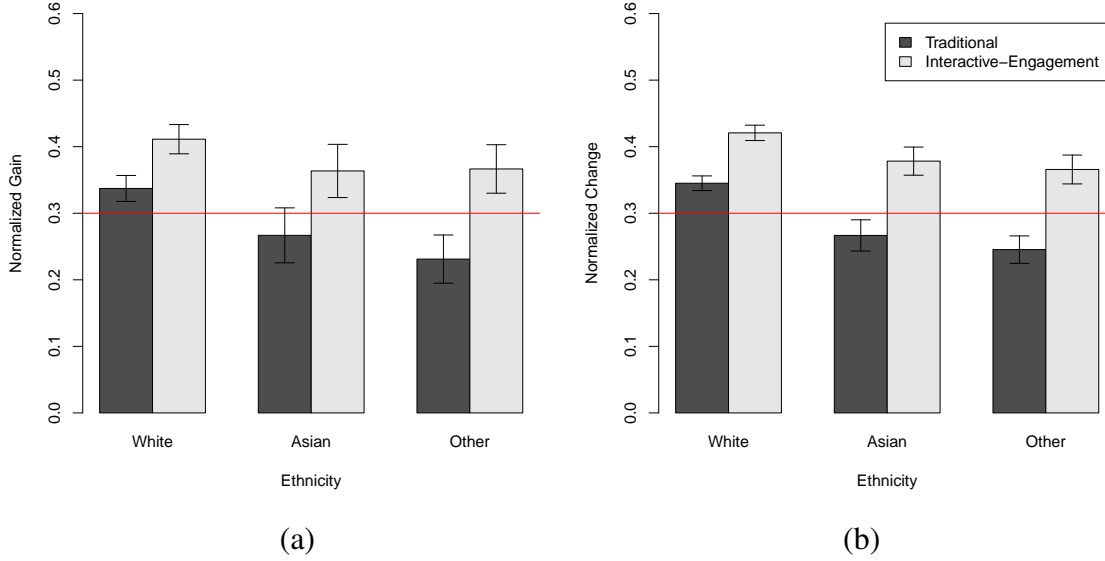 0.6
0.5
0.4
0.3
0.2
0.1
0.0
Normalized Gain
White Asian Other
Ethnicity
(a)
0.6
0.5
0.4
0.3
0.2
0.1
0.0
Normalized Change
Traditional
Interactive−Engagement
White Asian Other
Ethnicity
(b)